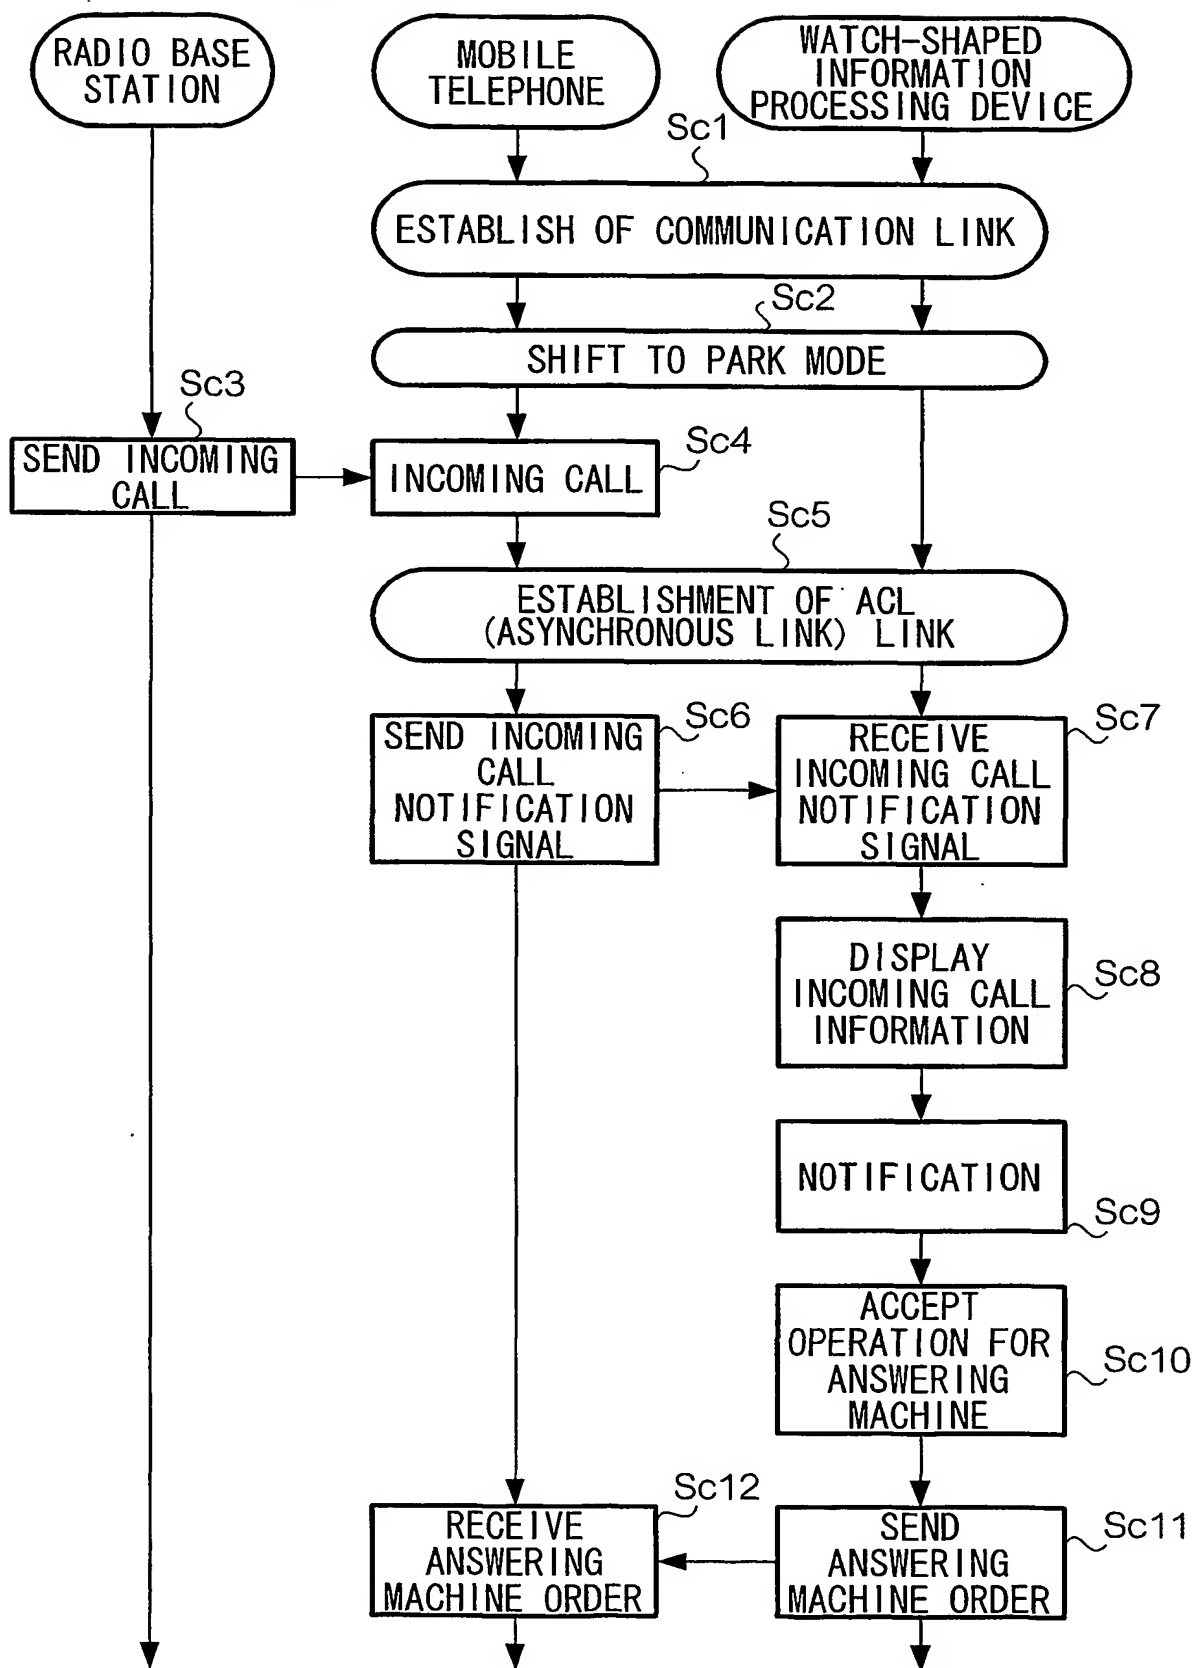 RADIO BASE
STATION
MOBILE
TELEPHONE
WATCH-SHAPED
INFORMATION
PROCESSING DEVICE
Sc1
ESTABLISH OF COMMUNICATION LINK
Sc2
SHIFT TO PARK MODE
Sc3
SEND INCOMING
CALL
Sc4
INCOMING CALL
Sc5
ESTABLISHMENT OF ACL
(ASYNCHRONOUS LINK) LINK
Sc6
SEND INCOMING
CALL
NOTIFICATION
SIGNAL
Sc7
RECEIVE
INCOMING CALL
NOTIFICATION
SIGNAL
DISPLAY
INCOMING CALL
INFORMATION
Sc8
NOTIFICATION
Sc9
ACCEPT
OPERATION FOR
ANSWERING
MACHINE
Sc10
Sc12
RECEIVE
ANSWERING
MACHINE ORDER
SEND
ANSWERING
MACHINE ORDER
Sc11